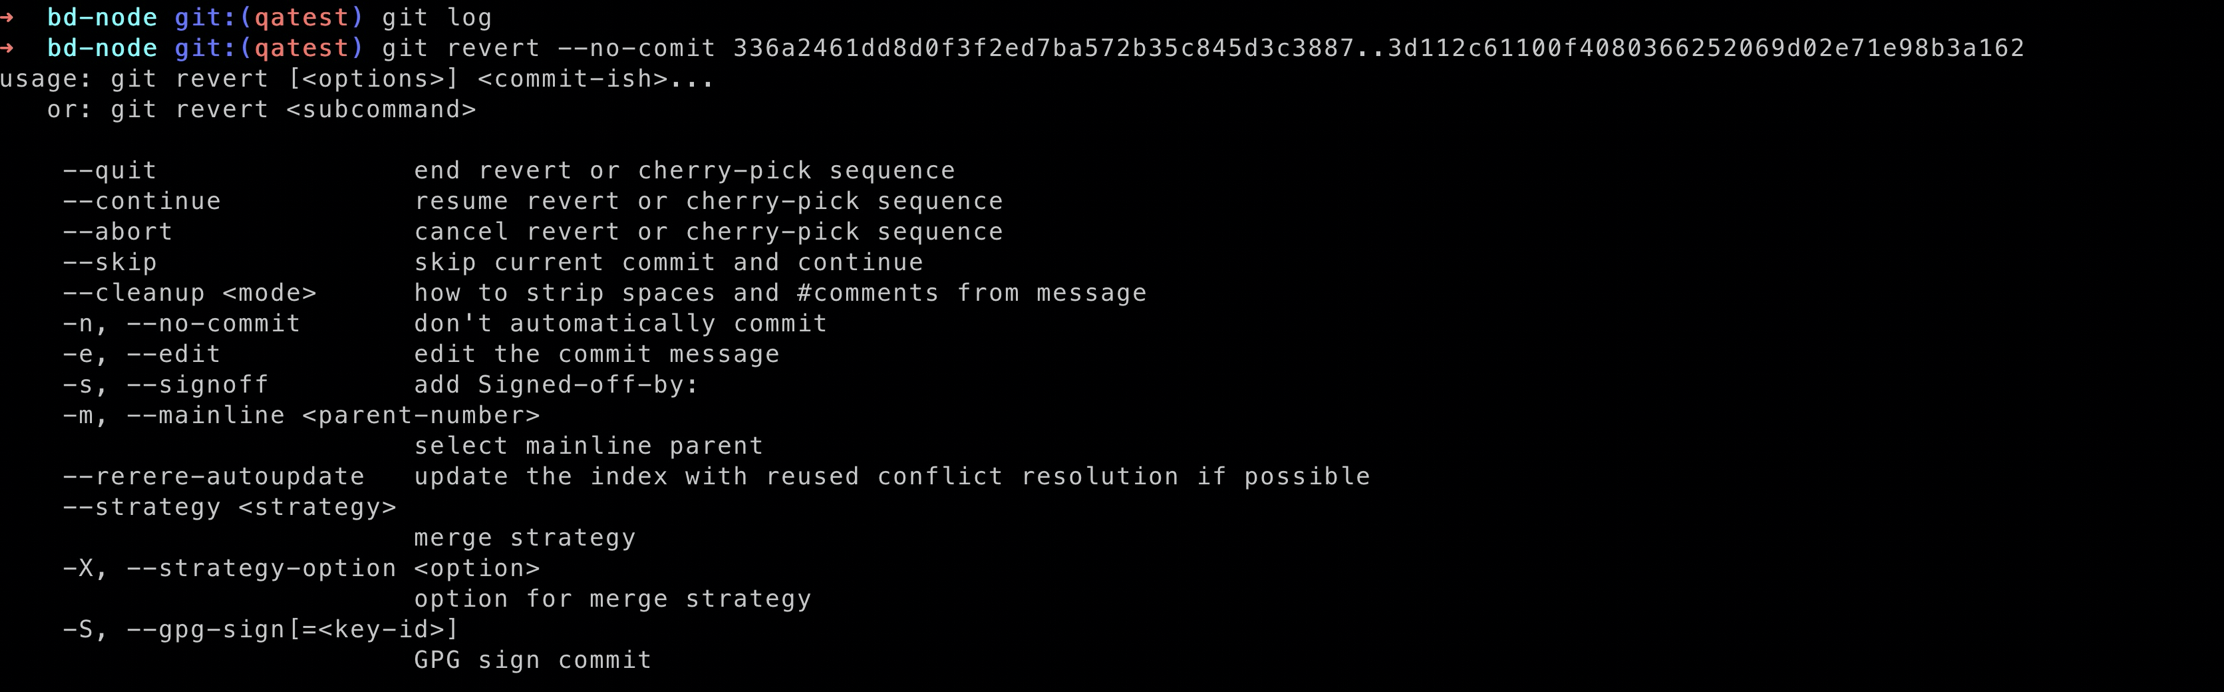 ➜  bd-node git:(qatest) git log
➜  bd-node git:(qatest) git revert --no-comit 336a2461dd8d0f3f2ed7ba572b35c845d3c3887..3d112c61100f4080366252069d02e71e98b3a162
usage: git revert [<options>] <commit-ish>...
   or: git revert <subcommand>

    --quit                end revert or cherry-pick sequence
    --continue            resume revert or cherry-pick sequence
    --abort               cancel revert or cherry-pick sequence
    --skip                skip current commit and continue
    --cleanup <mode>      how to strip spaces and #comments from message
    -n, --no-commit       don't automatically commit
    -e, --edit            edit the commit message
    -s, --signoff         add Signed-off-by:
    -m, --mainline <parent-number>
                          select mainline parent
    --rerere-autoupdate   update the index with reused conflict resolution if possible
    --strategy <strategy>
                          merge strategy
    -X, --strategy-option <option>
                          option for merge strategy
    -S, --gpg-sign[=<key-id>]
                          GPG sign commit